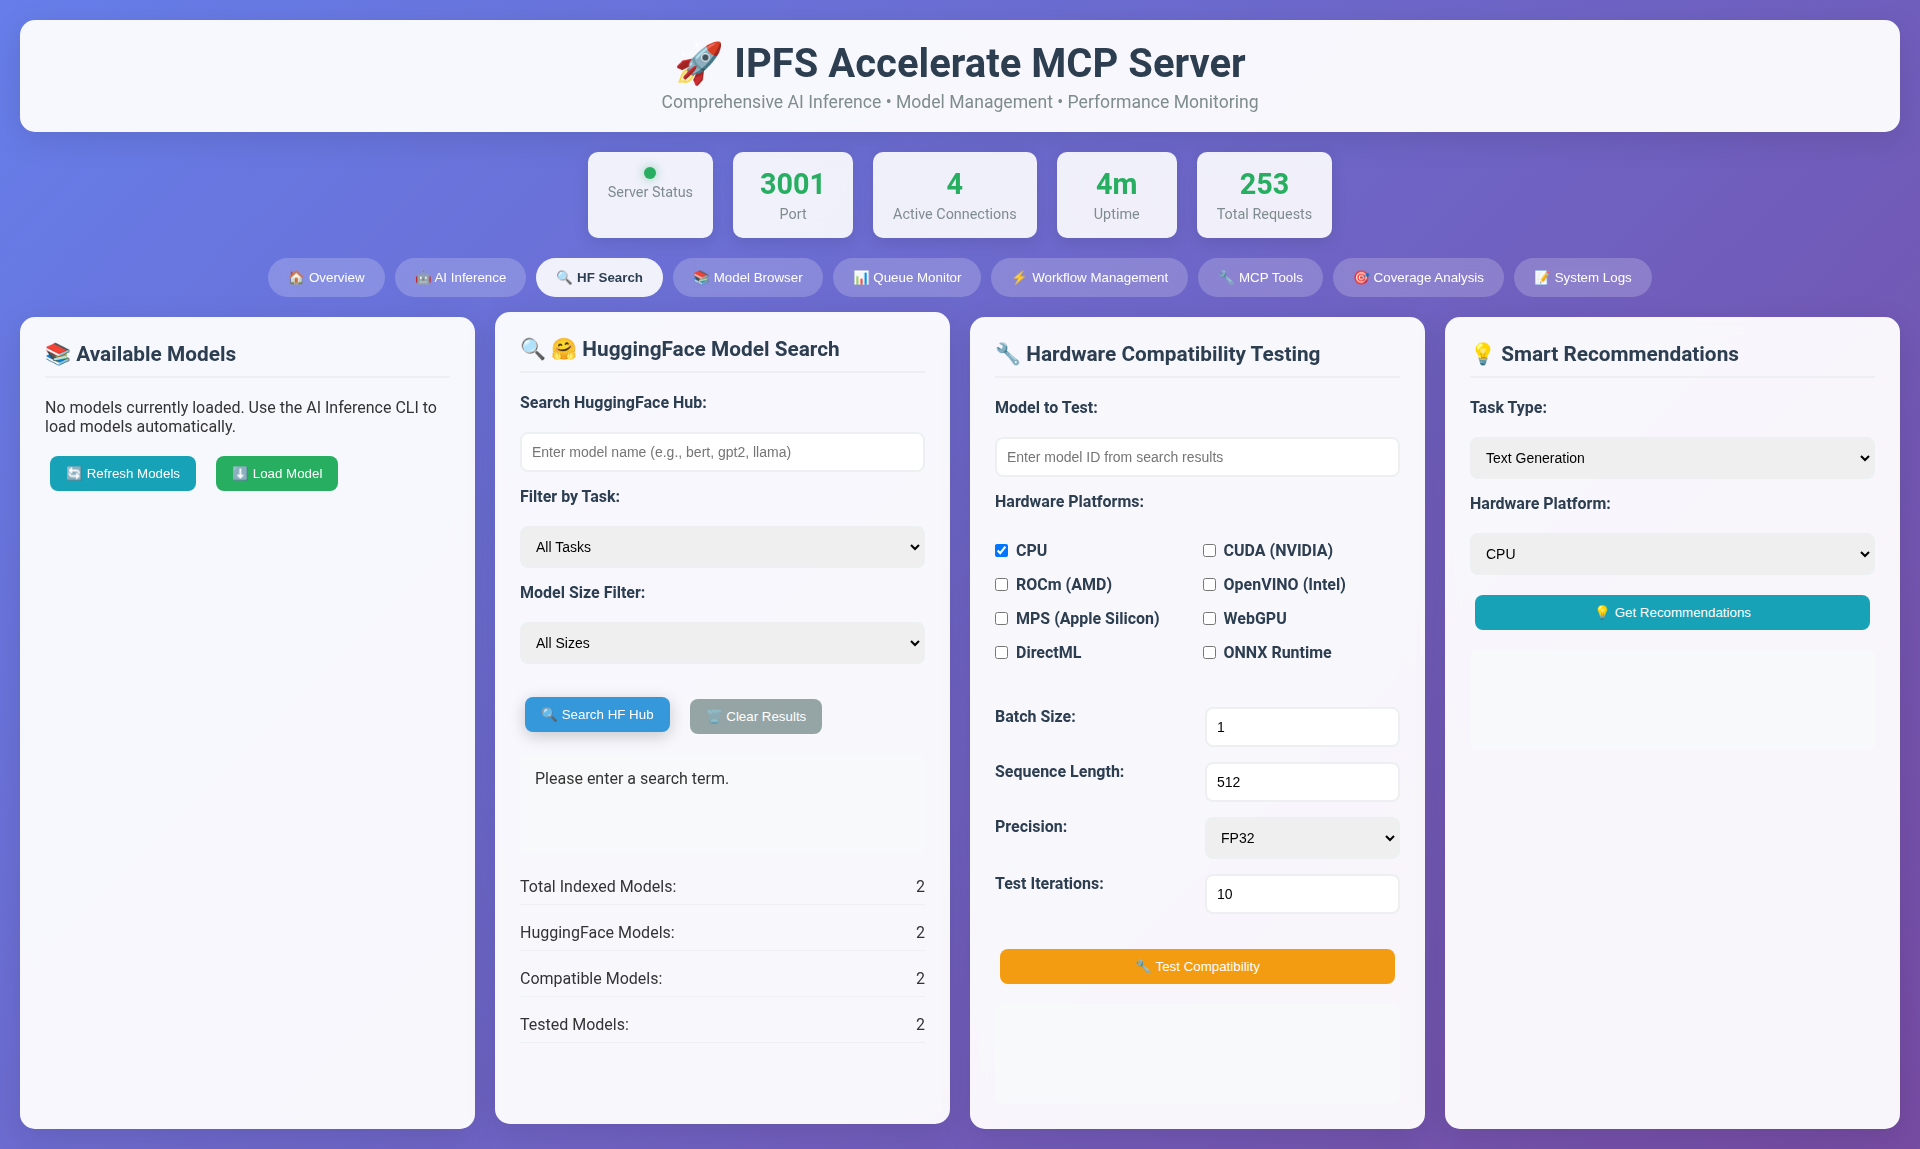 🚀 IPFS Accelerate MCP Server
Comprehensive AI Inference • Model Management • Performance Monitoring
Server Status
3001
Port
4
Active Connections
4m
Uptime
253
Total Requests
🏠 Overview
🤖 AI Inference
🔍 HF Search
📚 Model Browser
📊 Queue Monitor
⚡ Workflow Management
🔧 MCP Tools
🎯 Coverage Analysis
📝 System Logs
📚 Available Models
No models currently loaded. Use the AI Inference CLI to
load models automatically.
🔄 Refresh Models
⬇️ Load Model
🔍 🤗 HuggingFace Model Search
Search HuggingFace Hub:
Enter model name (e.g., bert, gpt2, llama)
Filter by Task:
All Tasks
Model Size Filter:
All Sizes
🔍 Search HF Hub
🗑️ Clear Results
Please enter a search term.
Total Indexed Models: 2
HuggingFace Models: 2
Compatible Models: 2
Tested Models: 2
🔧 Hardware Compatibility Testing
Model to Test:
Enter model ID from search results
Hardware Platforms:
CPU
CUDA (NVIDIA)
ROCm (AMD)
OpenVINO (Intel)
MPS (Apple Silicon)
WebGPU
DirectML
ONNX Runtime
Batch Size: 1
Sequence Length: 512
Precision: FP32
Test Iterations: 10
🔧 Test Compatibility
💡 Smart Recommendations
Task Type:
Text Generation
Hardware Platform:
CPU
💡 Get Recommendations